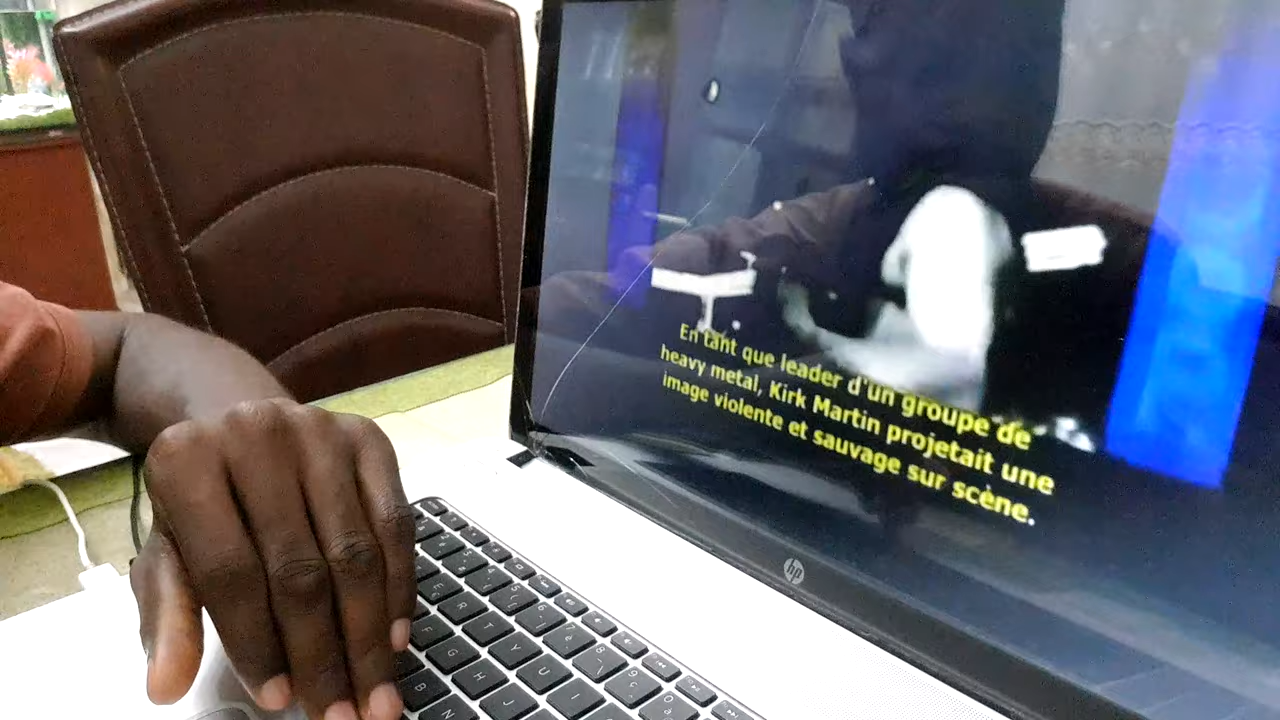 En tant que leader d'un groupe de
heavy metal, Kirk Martin projetait une
image violente et sauvage sur scène.
hp
E R T Y U I
F G H J
B N